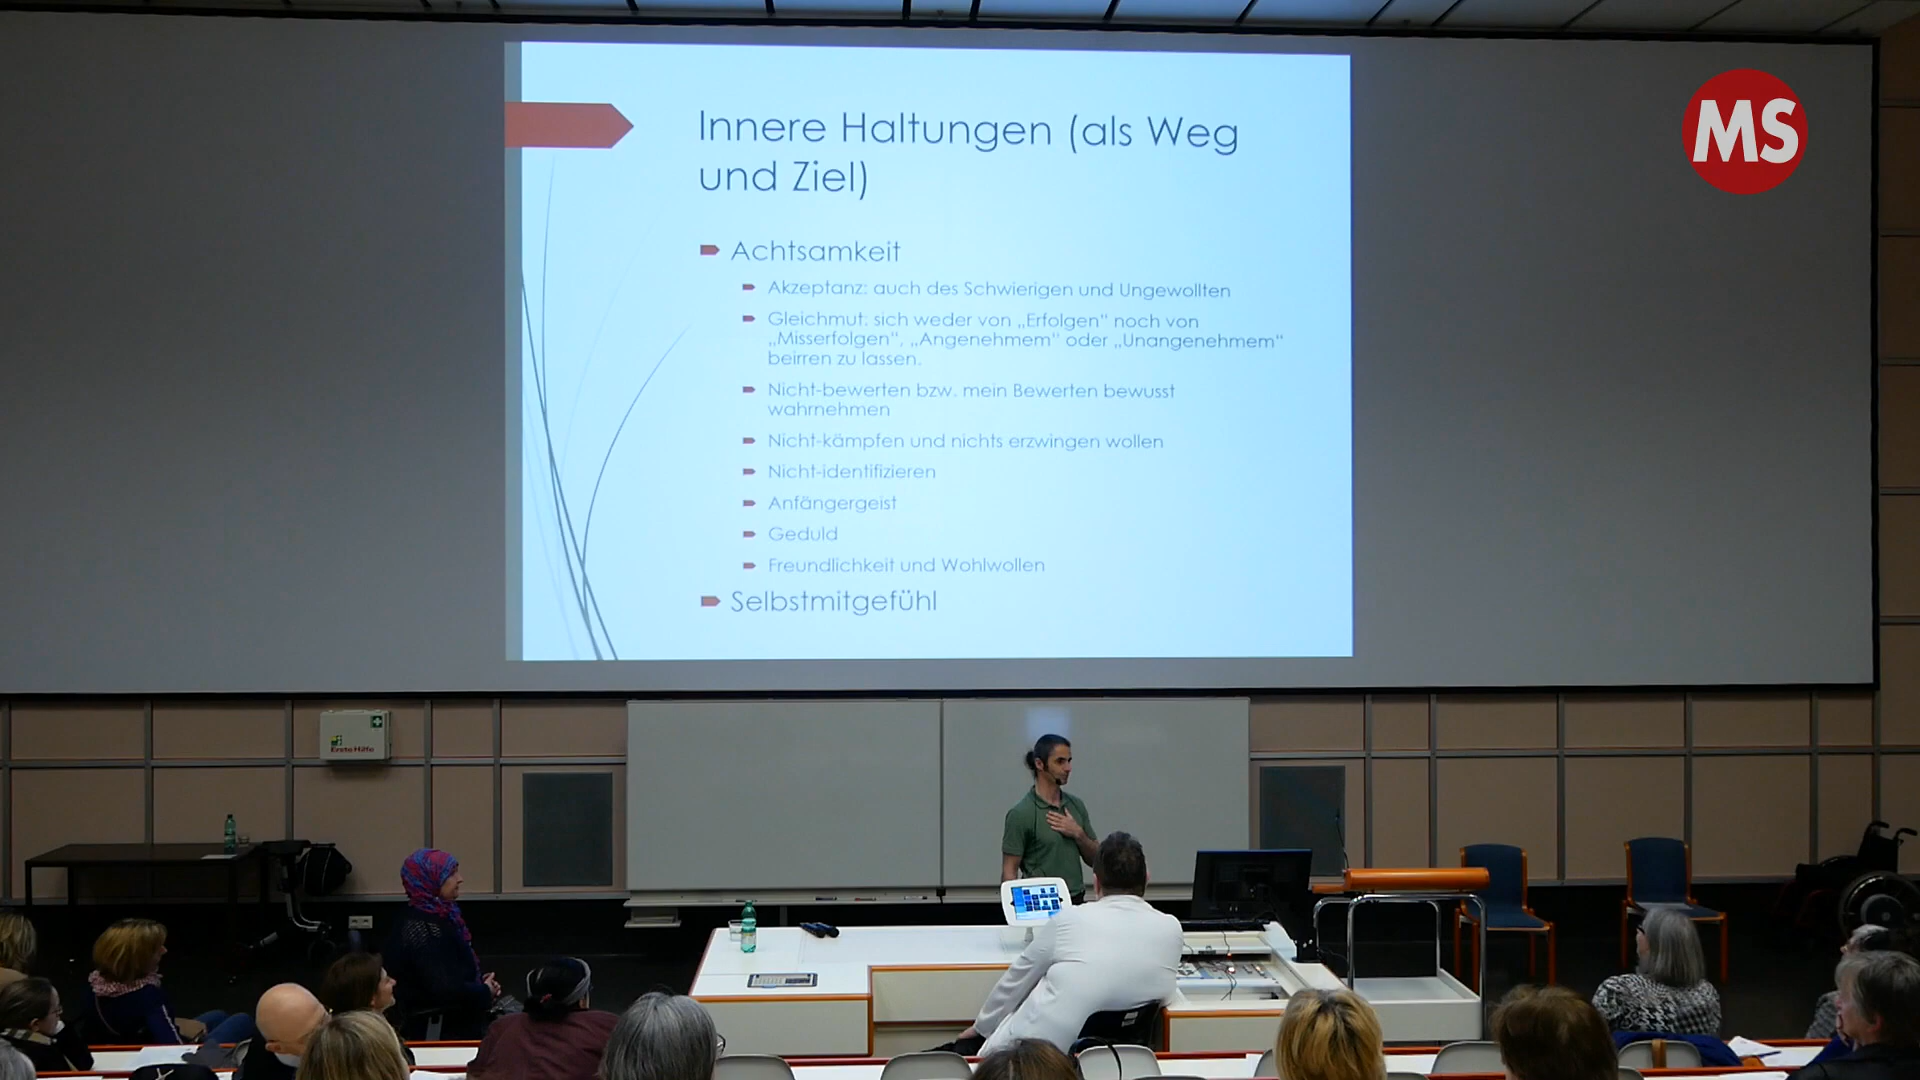 MS
Innere Haltungen (als Weg
und Ziel)
Achtsamkeit
Akzeptanz: auch des Schwierigen und Ungewollten
Gleichmut: sich weder von „Erfolgen“ noch von
„Misserfolgen“, „Angenehmem“ oder „Unangenehmem“
beirren zu lassen.
Nicht-bewerten bzw. mein Bewerten bewusst
wahrnehmen
Nicht-kämpfen und nichts erzwingen wollen
Nicht-identifizieren
Anfängergeist
Geduld
Freundlichkeit und Wohlwollen
Selbstmitgefühl
Erste Hilfe